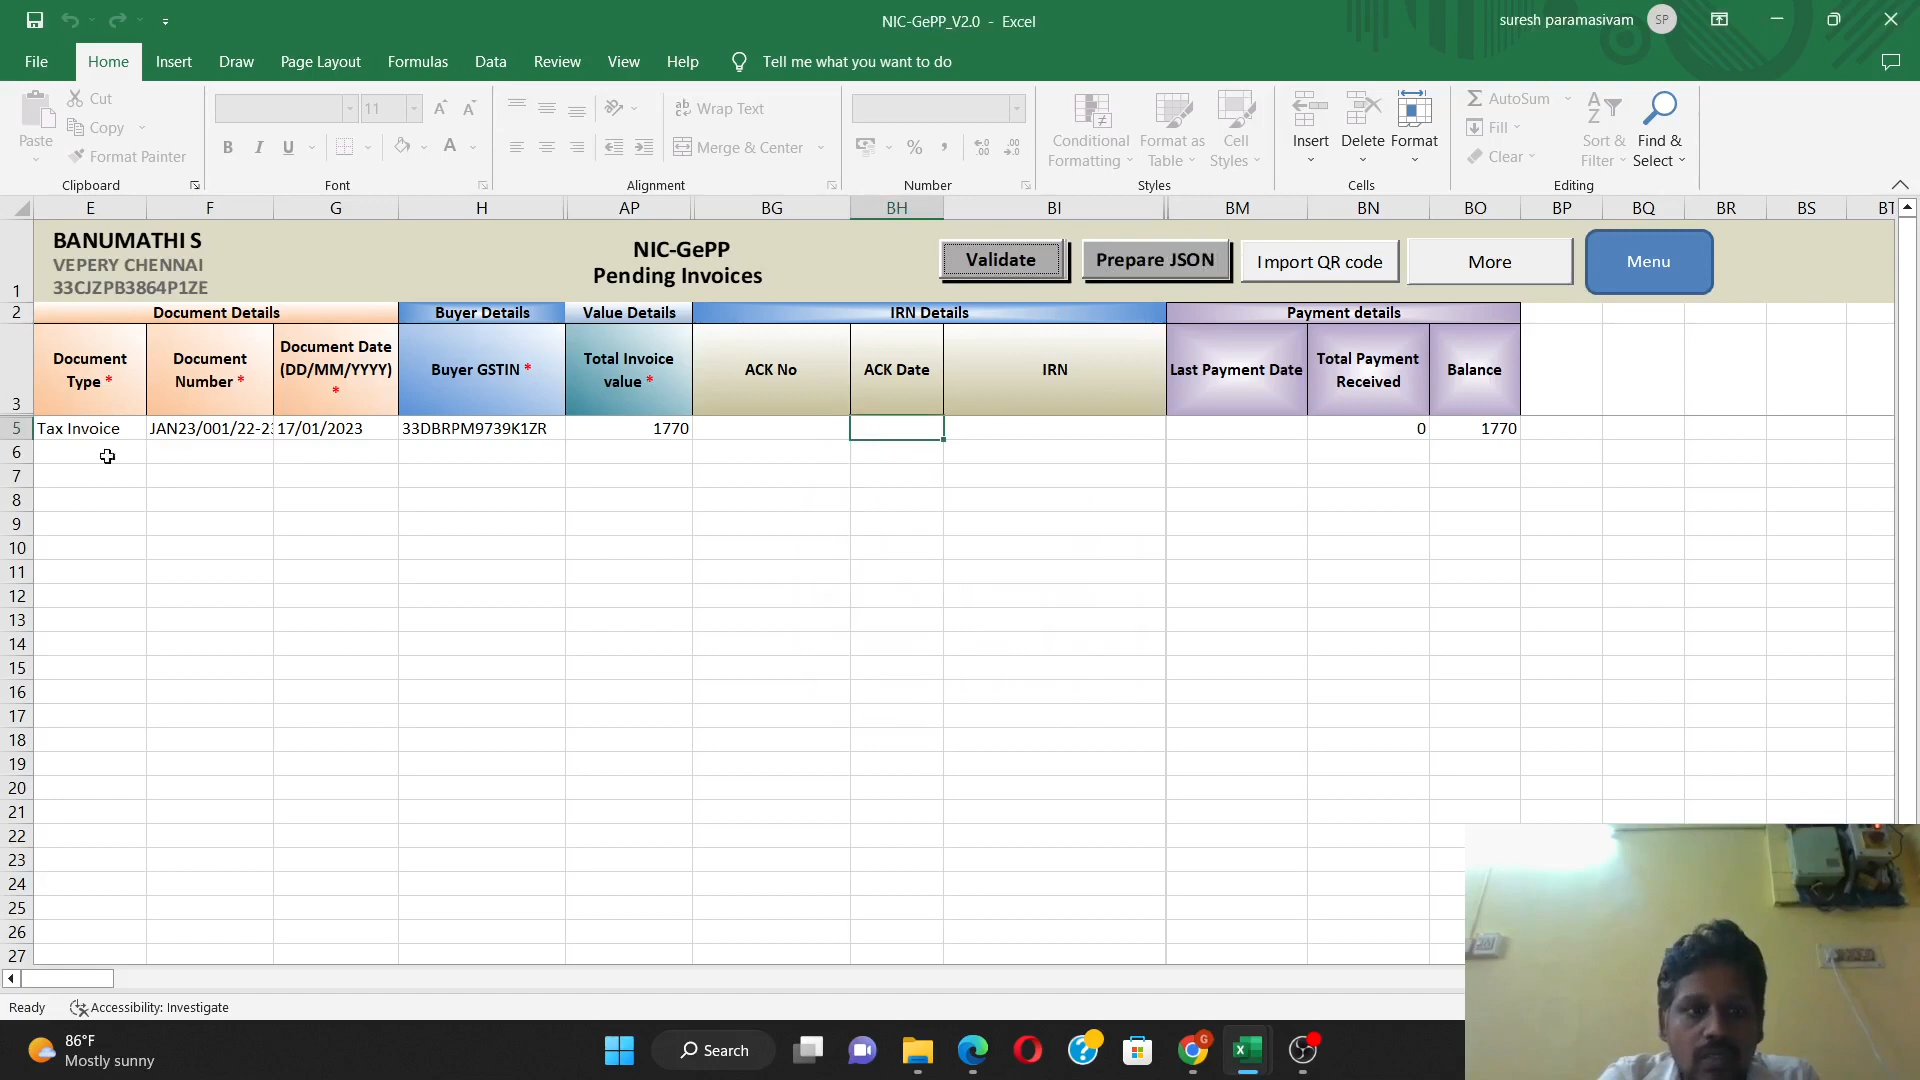 NIC-GePP_V2.0 - Excel
suresh paramasivam SP
File Home Insert Draw Page Layout Formulas Data Review View Help Tell me what you want to do
Paste
Cut
Copy
Format Painter
Clipboard
11
B I U A
Font
ab Wrap Text
Merge & Center
Alignment
% ,
Number
Conditional Formatting
Format as Table
Cell Styles
Styles
Insert Delete Format
Cells
AutoSum
Fill
Clear
Sort & Filter
Find & Select
Editing
E F G H AP BG BH BI BM BN BO BP BQ BR BS BT
1
BANUMATHI S
VEPERY CHENNAI
33CJZPB3864P1ZE
NIC-GePP
Pending Invoices
Validate Prepare JSON Import QR code More Menu
2 Document Details Buyer Details Value Details IRN Details Payment details
3
Document Type *
Document Number *
Document Date (DD/MM/YYYY) *
Buyer GSTIN *
Total Invoice value *
ACK No
ACK Date
IRN
Last Payment Date
Total Payment Received
Balance
5 Tax Invoice JAN23/001/22-23 17/01/2023 33DBRPM9739K1ZR 1770 0 1770
6
7
8
9
10
11
12
13
14
15
16
17
18
19
20
21
22
23
24
25
26
27
Ready Accessibility: Investigate
86°F
Mostly sunny
Search
G